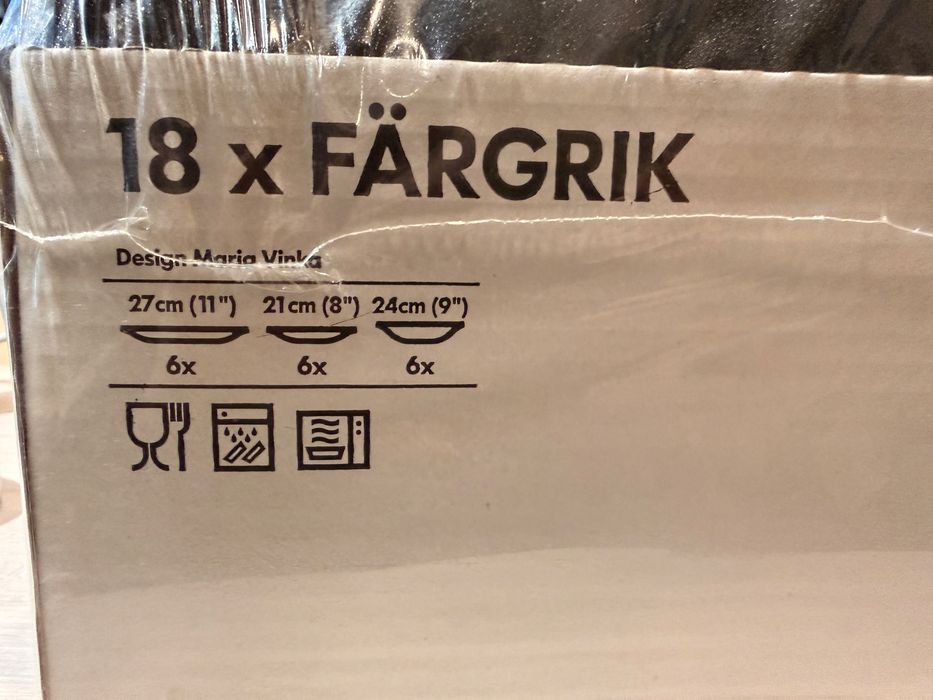 18 x FÄRGRIK
Design Maria Vinka
27cm (11") 21cm (8") 24cm (9")
6x 6x 6x